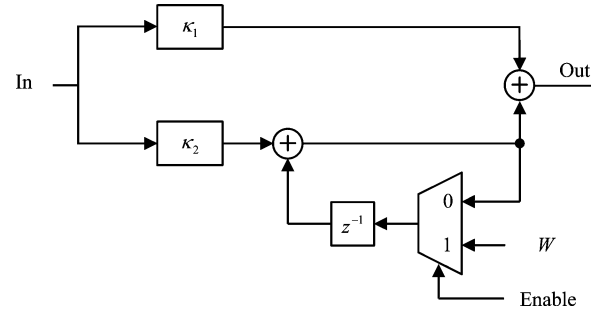 κ₁
In
Out
+
κ₂
+
0
z⁻¹
1
W
Enable